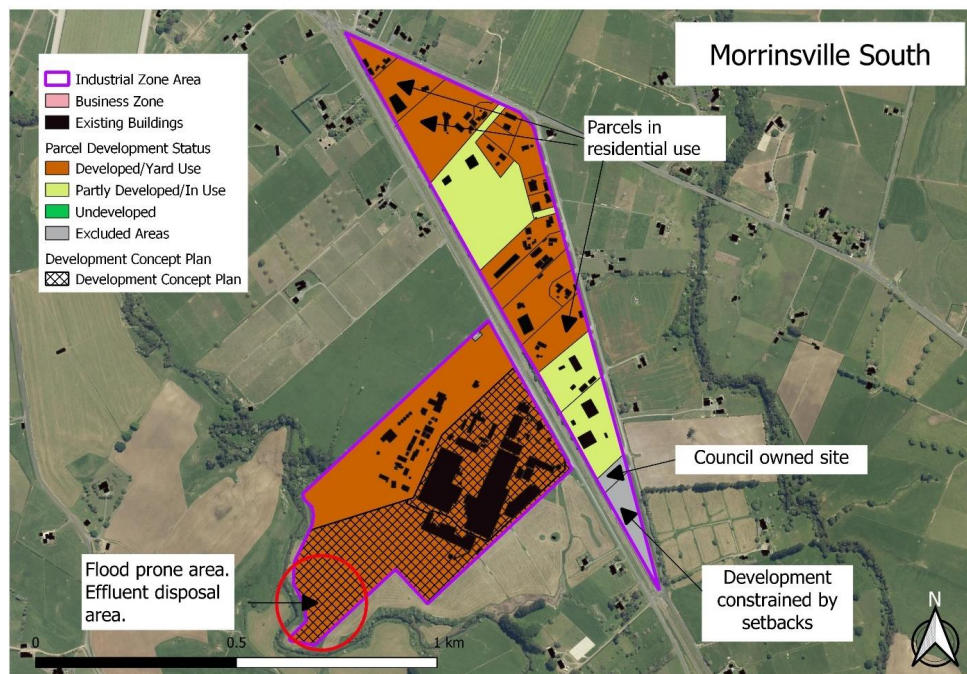 Morrinsville South
Industrial Zone Area
Business Zone
Existing Buildings
Parcel Development Status
Developed/Yard Use
Partly Developed/In Use
Undeveloped
Excluded Areas
Development Concept Plan
Development Concept Plan
Parcels in
residential use
Council owned site
Flood prone area.
Effluent disposal
area.
Development
constrained by
setbacks
0 0.5 1 km
N